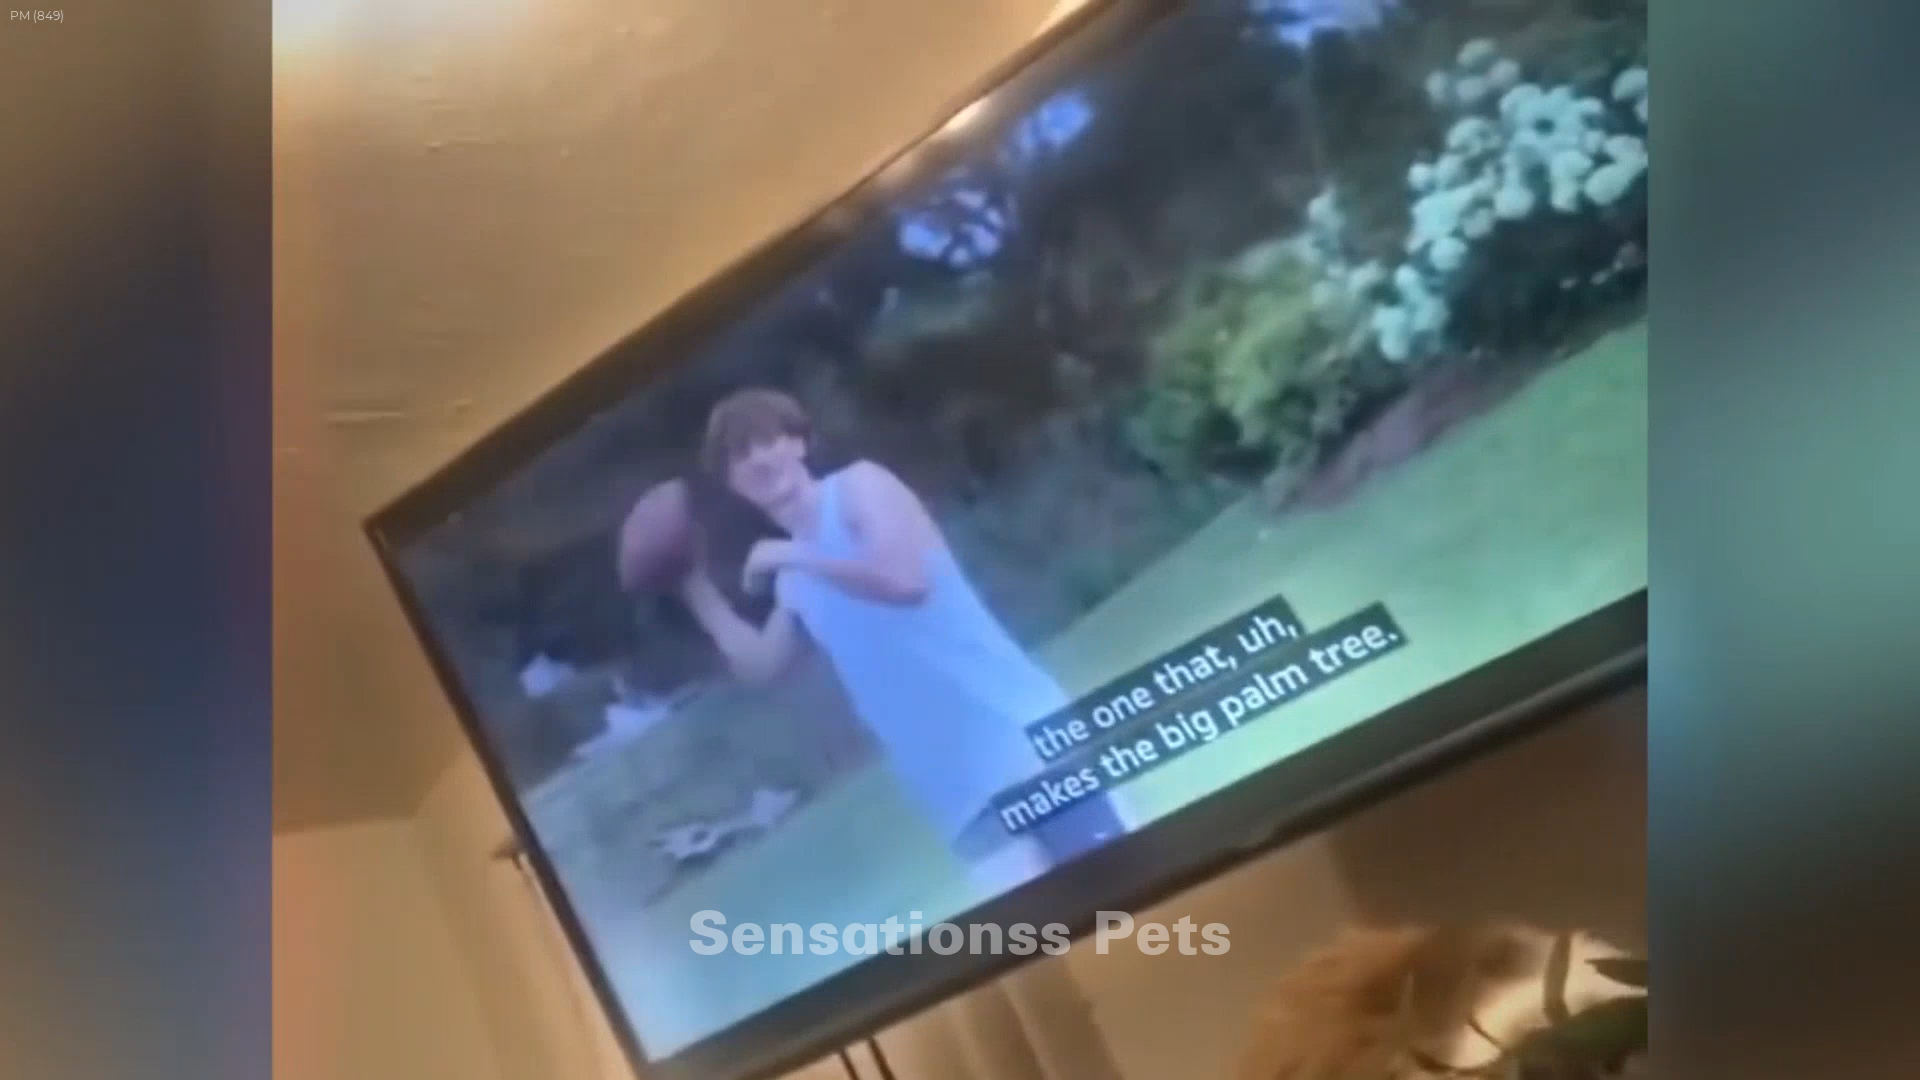 PM (849)
the one that, uh,
makes the big palm tree.
Sensationss Pets